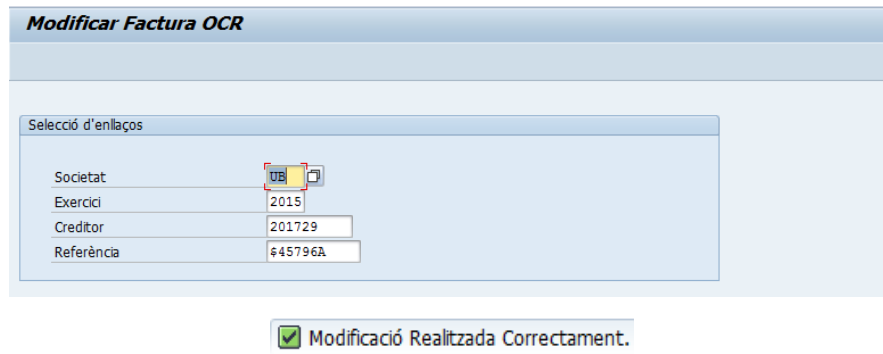 Modificar Factura OCR
Selecció d'enllaços
Societat UB
Exercici 2015
Creditor 201729
Referència $45796A
Modificació Realitzada Correctament.